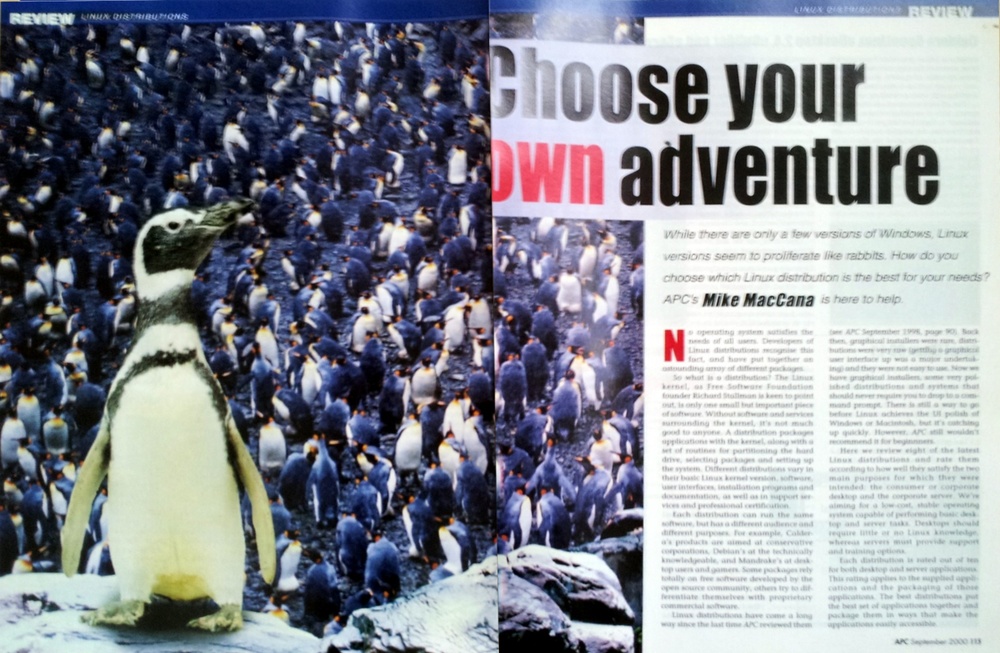 REVIEW LINUX DISTRIBUTIONS
LINUX DISTRIBUTIONS REVIEW
Choose your
own adventure
While there are only a few versions of Windows, Linux
versions seem to proliferate like rabbits. How do you
choose which Linux distribution is the best for your needs?
APC's Mike MacCana is here to help.
No operating system satisfies the
needs of all users. Developers of
Linux distributions recognise this
fact, and have put together an
astounding array of different packages.
So what is a distribution? The Linux
kernel, as Free Software Foundation
founder Richard Stallman is keen to point
out, is only one small but important piece
of software. Without software and services
surrounding the kernel, it's not much
good to anyone. A distribution packages
applications with the kernel, along with a
set of routines for partitioning the hard
drive, selecting packages and setting up
the system. Different distributions vary in
their basic Linux kernel version, software,
user interfaces, installation programs and
documentation, as well as in support ser-
vices and professional certification.
Each distribution can run the same
software, but has a different audience and
different purposes. For example, Calder-
a's products are aimed at conservative
corporations, Debian's at the technically
knowledgeable, and Mandrake's at desk-
top users and gamers. Some packages rely
totally on free software developed by the
open source community, others try to dif-
ferentiate themselves with proprietary
commercial software.
Linux distributions have come a long
way since the last time APC reviewed them
(see APC September 1998, page 90). Back
then, graphical installers were rare, distri-
butions were very raw (getting a graphical
user interface up was a major undertak-
ing) and they were not easy to use. Now we
have graphical installers, some very pol-
ished distributions and systems that
should never require you to drop to a com-
mand prompt. There is still a way to go
before Linux achieves the UI polish of
Windows or Macintosh, but it's catching
up quickly. However, APC still wouldn't
recommend it for beginners.
Here we review eight of the latest
Linux distributions and rate them
according to how well they satisfy the two
main purposes for which they were
intended: the consumer or corporate
desktop and the corporate server. We're
aiming for a low-cost, stable operating
system capable of performing basic desk-
top and server tasks. Desktops should
require little or no Linux knowledge,
whereas servers must provide support
and training options.
Each distribution is rated out of ten
for both desktop and server applications.
This rating applies to the supplied appli-
cations and the packaging of those
applications. The best distributions put
the best set of applications together and
package them in ways that make the
applications easily accessible.
APC September 2000 113